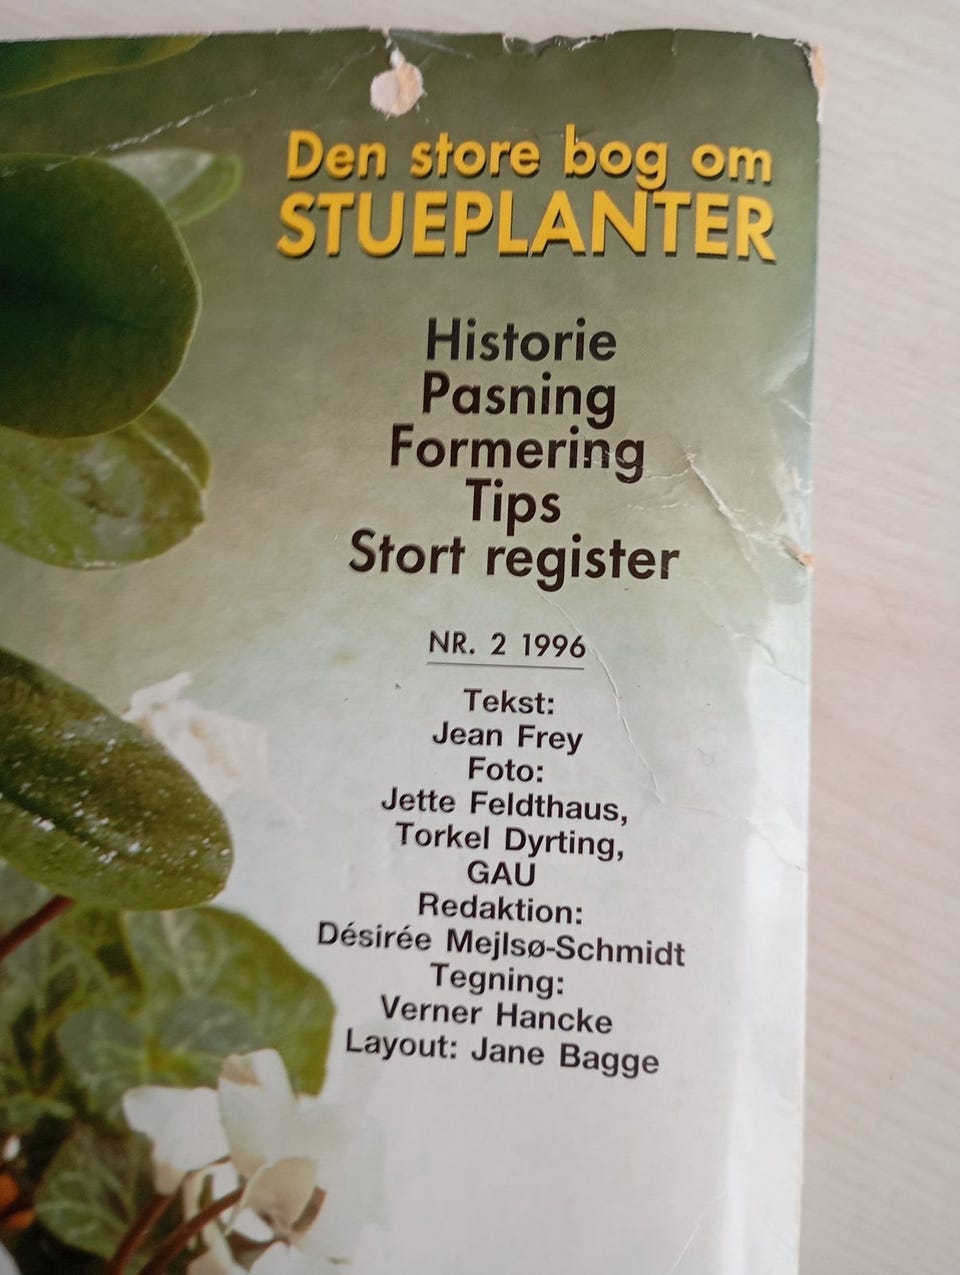 Den store bog om
STUEPLANTER
Historie
Pasning
Formering
Tips
Stort register
NR. 2 1996
Tekst:
Jean Frey
Foto:
Jette Feldthaus,
Torkel Dyrting,
GAU
Redaktion:
Désirée Mejlsø-Schmidt
Tegning:
Verner Hancke
Layout: Jane Bagge